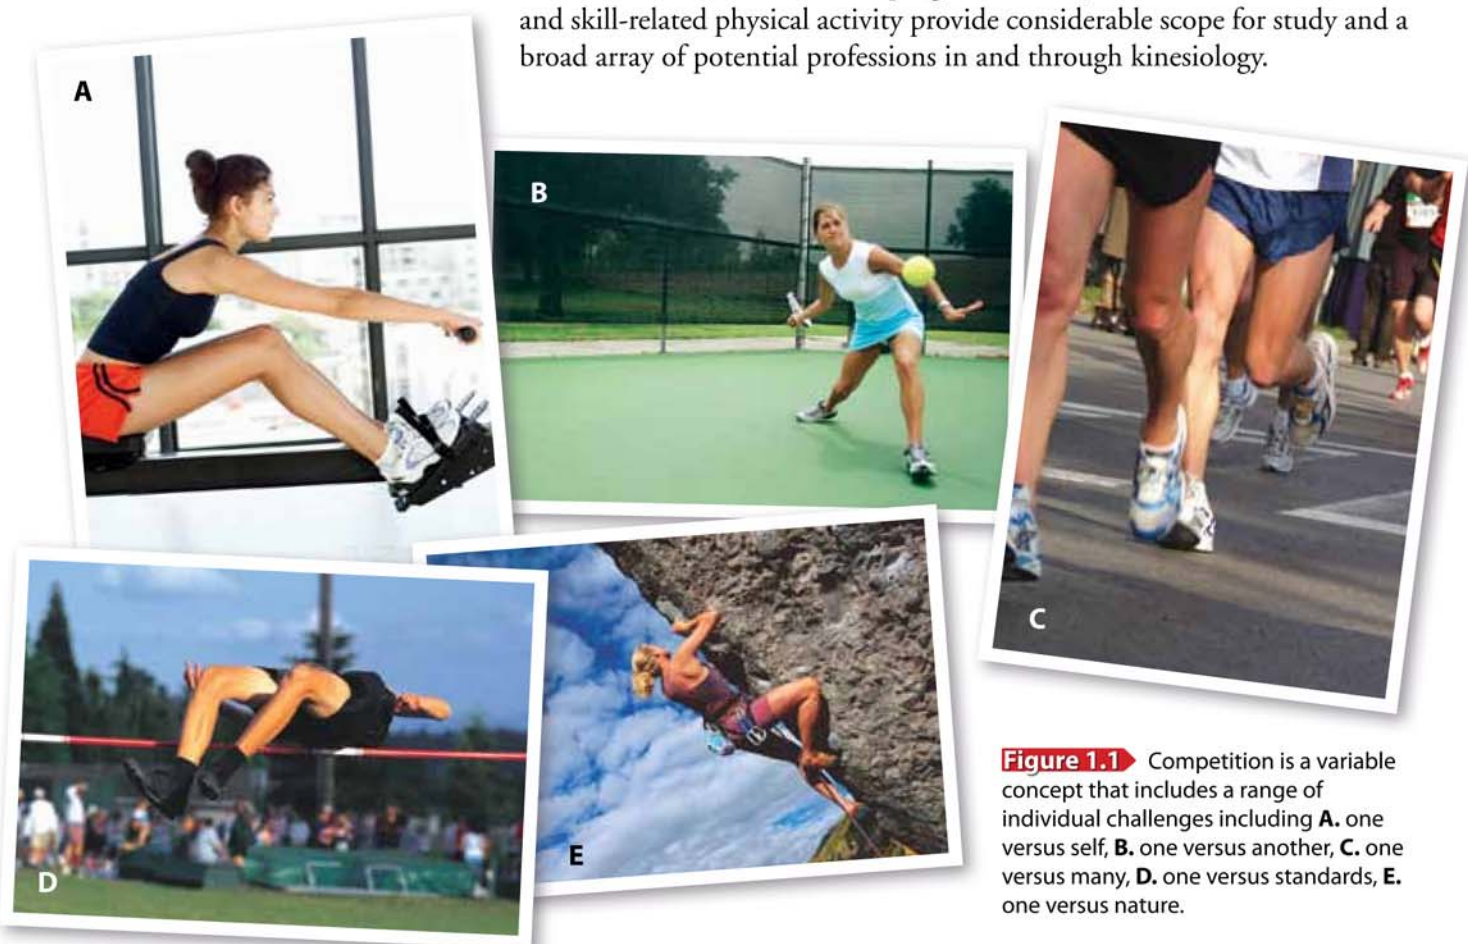 and skill-related physical activity provide considerable scope for study and a
broad array of potential professions in and through kinesiology.
A
B
C
D
E
Figure 1.1 Competition is a variable
concept that includes a range of
individual challenges including A. one
versus self, B. one versus another, C. one
versus many, D. one versus standards, E.
one versus nature.